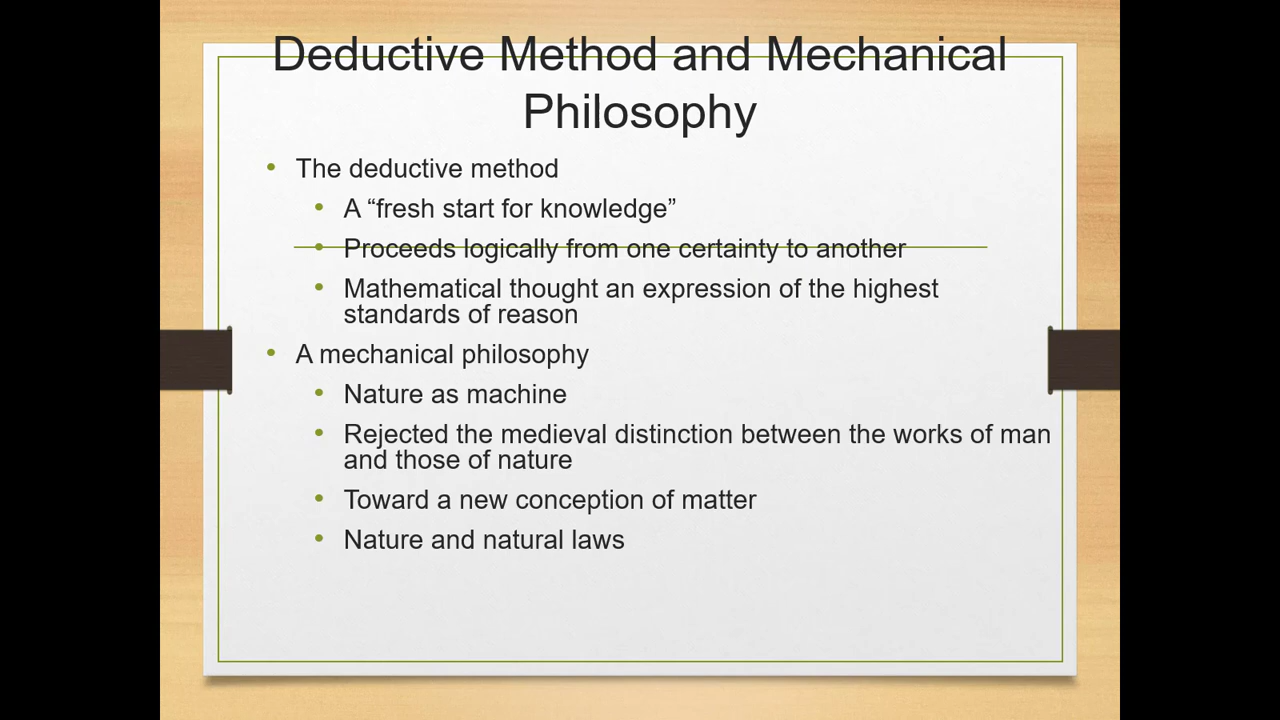 Deductive Method and Mechanical
Philosophy
• The deductive method
• A “fresh start for knowledge”
• Proceeds logically from one certainty to another
• Mathematical thought an expression of the highest
standards of reason
• A mechanical philosophy
• Nature as machine
• Rejected the medieval distinction between the works of man
and those of nature
• Toward a new conception of matter
• Nature and natural laws